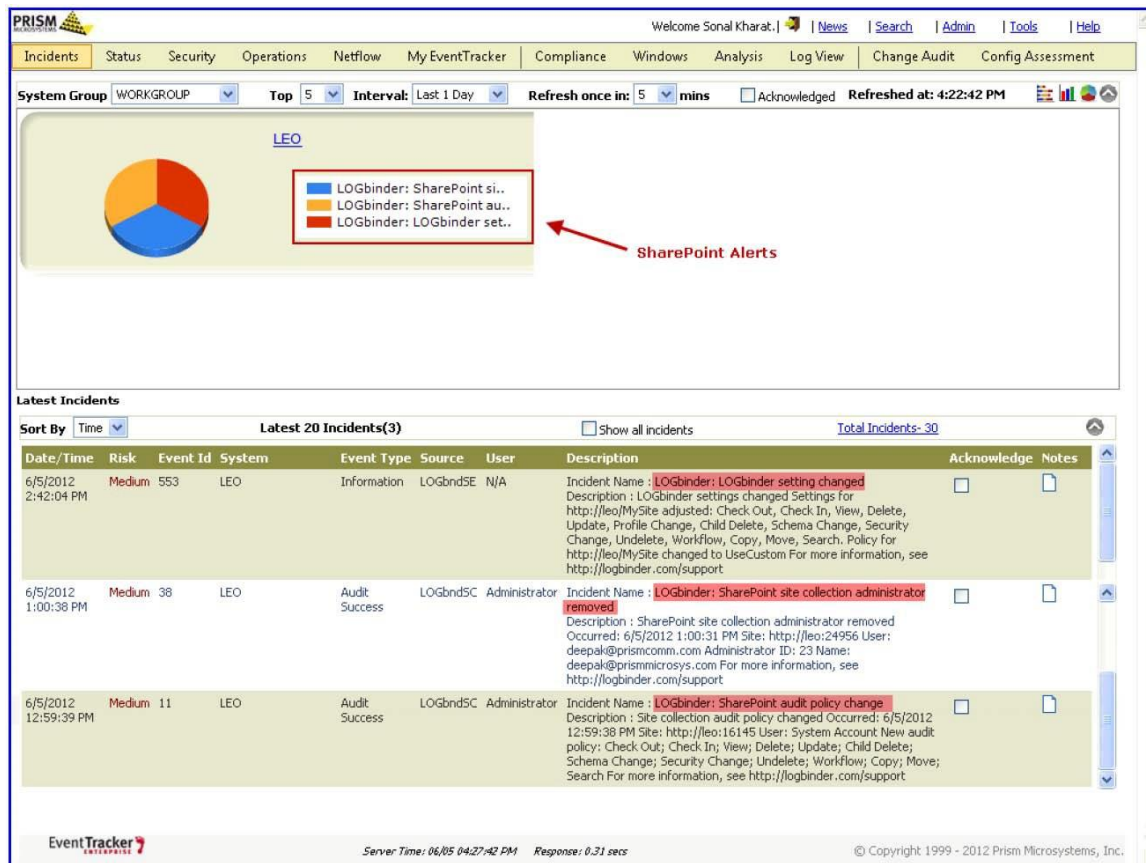 PRISM
MICROSYSTEMS
Welcome Sonal Kharat. | | News | Search | Admin | Tools | Help
Incidents Status Security Operations Netflow My EventTracker Compliance Windows Analysis Log View Change Audit Config Assessment
System Group WORKGROUP Top 5 Interval: Last 1 Day Refresh once in: 5 mins Acknowledged Refreshed at: 4:22:42 PM
LEO
LOGbinder: SharePoint si..
LOGbinder: SharePoint au..
LOGbinder: LOGbinder set..
SharePoint Alerts
Latest Incidents
Sort By Time Latest 20 Incidents(3) Show all incidents Total Incidents- 30
Date/Time Risk Event Id System Event Type Source User Description Acknowledge Notes
6/5/2012 2:42:04 PM Medium 553 LEO Information LOGbndSE N/A Incident Name : LOGbinder: LOGbinder setting changed
Description : LOGbinder settings changed Settings for
http://leo/MySite adjusted: Check Out, Check In, View, Delete,
Update, Profile Change, Child Delete, Schema Change, Security
Change, Undelete, Workflow, Copy, Move, Search. Policy for
http://leo/MySite changed to UseCustom For more information, see
http://logbinder.com/support
6/5/2012 1:00:38 PM Medium 38 LEO Audit Success LOGbndSC Administrator Incident Name : LOGbinder: SharePoint site collection administrator
removed
Description : SharePoint site collection administrator removed
Occurred: 6/5/2012 1:00:31 PM Site: http://leo:24956 User:
deepak@prismcomm.com Administrator ID: 23 Name:
deepak@prismmicrosys.com For more information, see
http://logbinder.com/support
6/5/2012 12:59:39 PM Medium 11 LEO Audit Success LOGbndSC Administrator Incident Name : LOGbinder: SharePoint audit policy change
Description : Site collection audit policy changed Occurred: 6/5/2012
12:59:38 PM Site: http://leo:16145 User: System Account New audit
policy: Check Out; Check In; View; Delete; Update; Child Delete;
Schema Change; Security Change; Undelete; Workflow; Copy; Move;
Search For more information, see http://logbinder.com/support
EventTracker
ENTERPRISE
Server Time: 06/05 04:27:42 PM Response: 0.31 secs
© Copyright 1999 - 2012 Prism Microsystems, Inc.